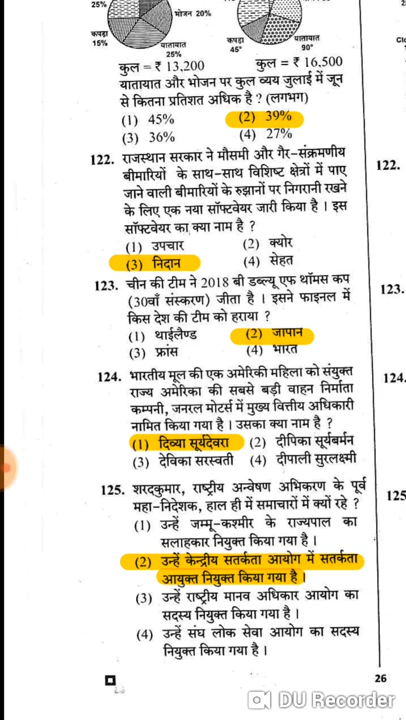 25%
भोजन 20%
कपड़ा
15%
यातायात
25%
कपड़ा
45°
यातायात
90°
कुल = ₹ 13,200
कुल = ₹ 16,500
यातायात और भोजन पर कुल व्यय जुलाई में जून
से कितना प्रतिशत अधिक है ? (लगभग)
(1) 45% (2) 39%
(3) 36% (4) 27%
122. राजस्थान सरकार ने मौसमी और गैर-संक्रमणीय
बीमारियों के साथ-साथ विशिष्ट क्षेत्रों में पाए
जाने वाली बीमारियों के रुझानों पर निगरानी रखने
के लिए एक नया सॉफ्टवेयर जारी किया है । इस
सॉफ्टवेयर का क्या नाम है ?
(1) उपचार (2) क्योर
(3) निदान (4) सेहत
123. चीन की टीम ने 2018 बी डब्ल्यू एफ थॉमस कप
(30वाँ संस्करण) जीता है । इसने फाइनल में
किस देश की टीम को हराया ?
(1) थाईलैण्ड (2) जापान
(3) फ्रांस (4) भारत
124. भारतीय मूल की एक अमेरिकी महिला को संयुक्त
राज्य अमेरिका की सबसे बड़ी वाहन निर्माता
कम्पनी, जनरल मोटर्स में मुख्य वित्तीय अधिकारी
नामित किया गया है । उसका क्या नाम है ?
(1) दिव्या सूर्यदेवरा (2) दीपिका सूर्यबर्मन
(3) देविका सरस्वती (4) दीपाली सुरलक्ष्मी
125. शरदकुमार, राष्ट्रीय अन्वेषण अभिकरण के पूर्व
महा-निदेशक, हाल ही में समाचारों में क्यों रहे ?
(1) उन्हें जम्मू-कश्मीर के राज्यपाल का
सलाहकार नियुक्त किया गया है ।
(2) उन्हें केन्द्रीय सतर्कता आयोग में सतर्कता
आयुक्त नियुक्त किया गया है ।
(3) उन्हें राष्ट्रीय मानव अधिकार आयोग का
सदस्य नियुक्त किया गया है ।
(4) उन्हें संघ लोक सेवा आयोग का सदस्य
नियुक्त किया गया है ।
122.
123.
124.
125
26
DU Recorder